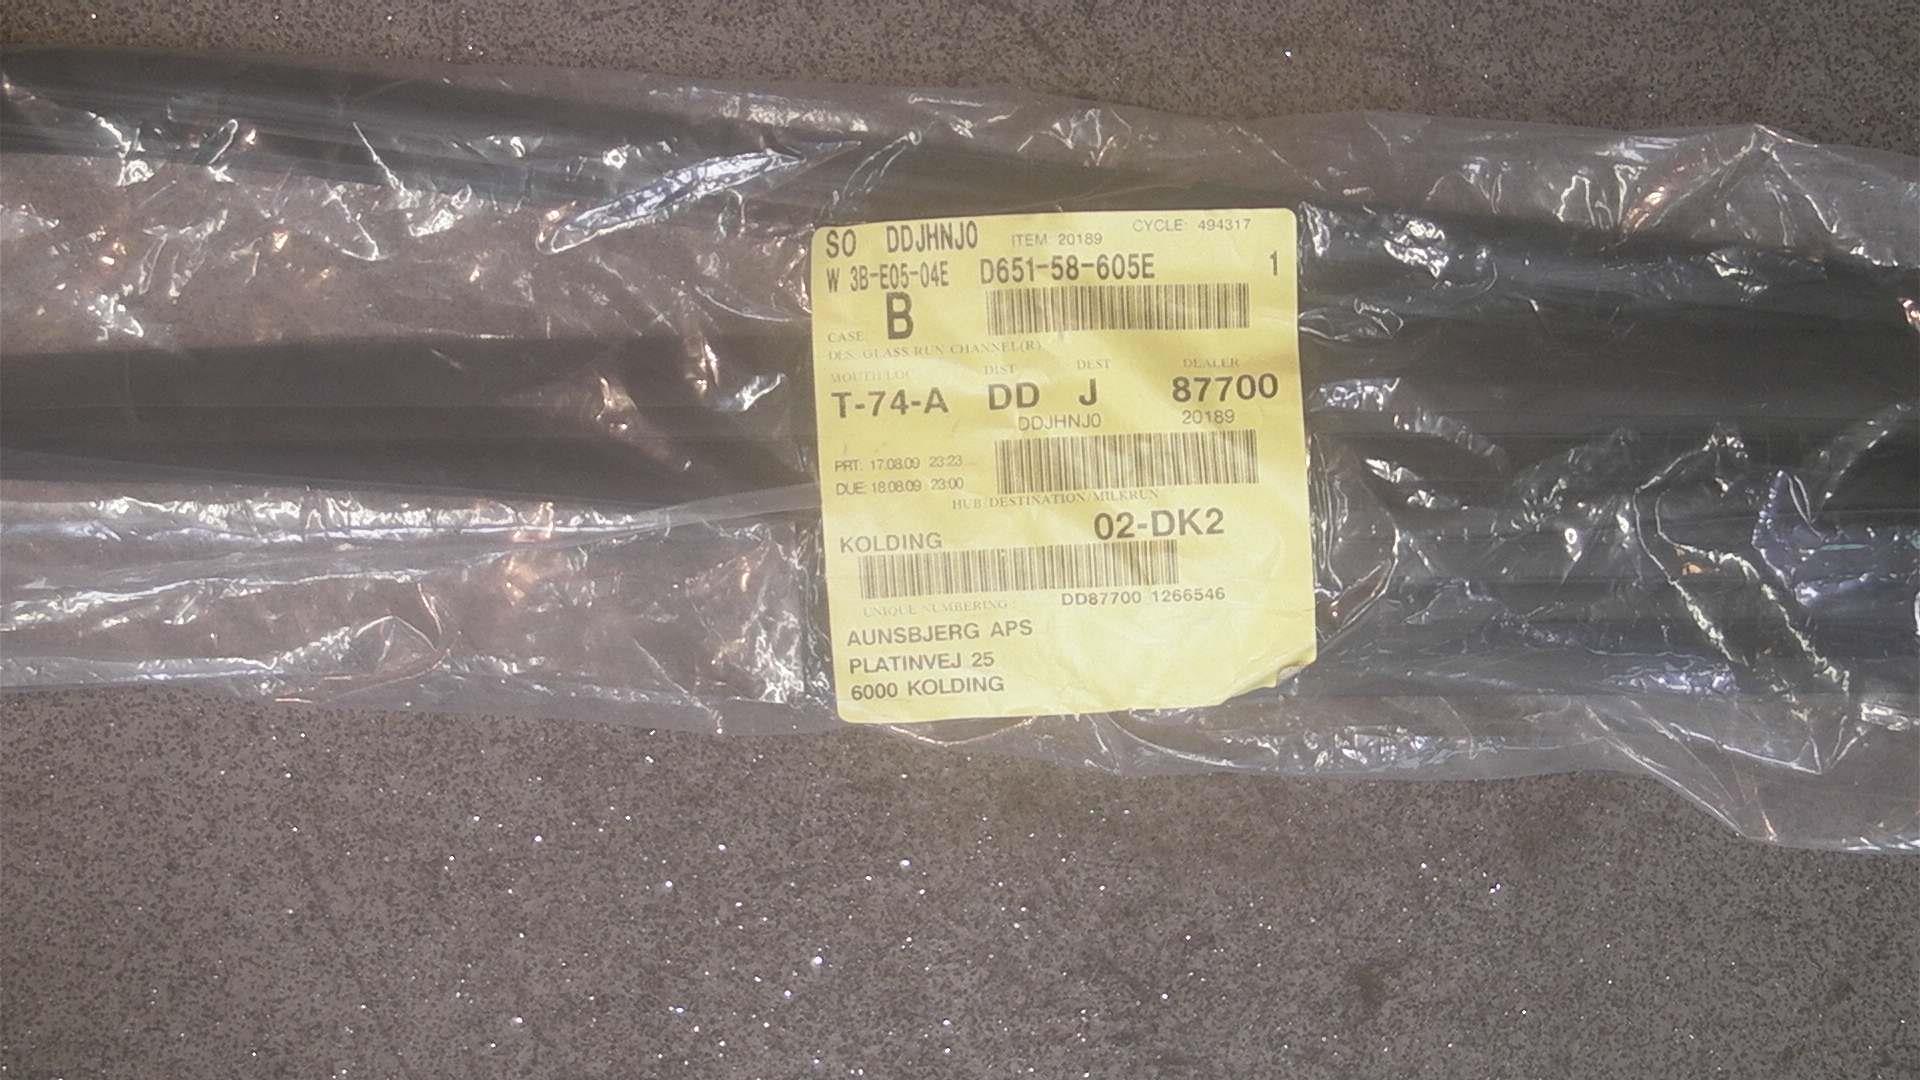 SO DDJHNJ0 ITEM: 20189 CYCLE: 494317
W 3B-E05-04E D651-58-605E 1
CASE: B
DES: GLASS RUN CHANNEL(R)
MOUTH/LOC DIST DEST DEALER
T-74-A DD J 87700
DDJHNJ0 20189
PRT: 17.08.09 23:23
DUE: 18.08.09 23:00
HUB DESTINATION/MILKRUN
KOLDING 02-DK2
UNIQUE NUMBERING : DD87700 1266546
AUNSBJERG APS
PLATINVEJ 25
6000 KOLDING